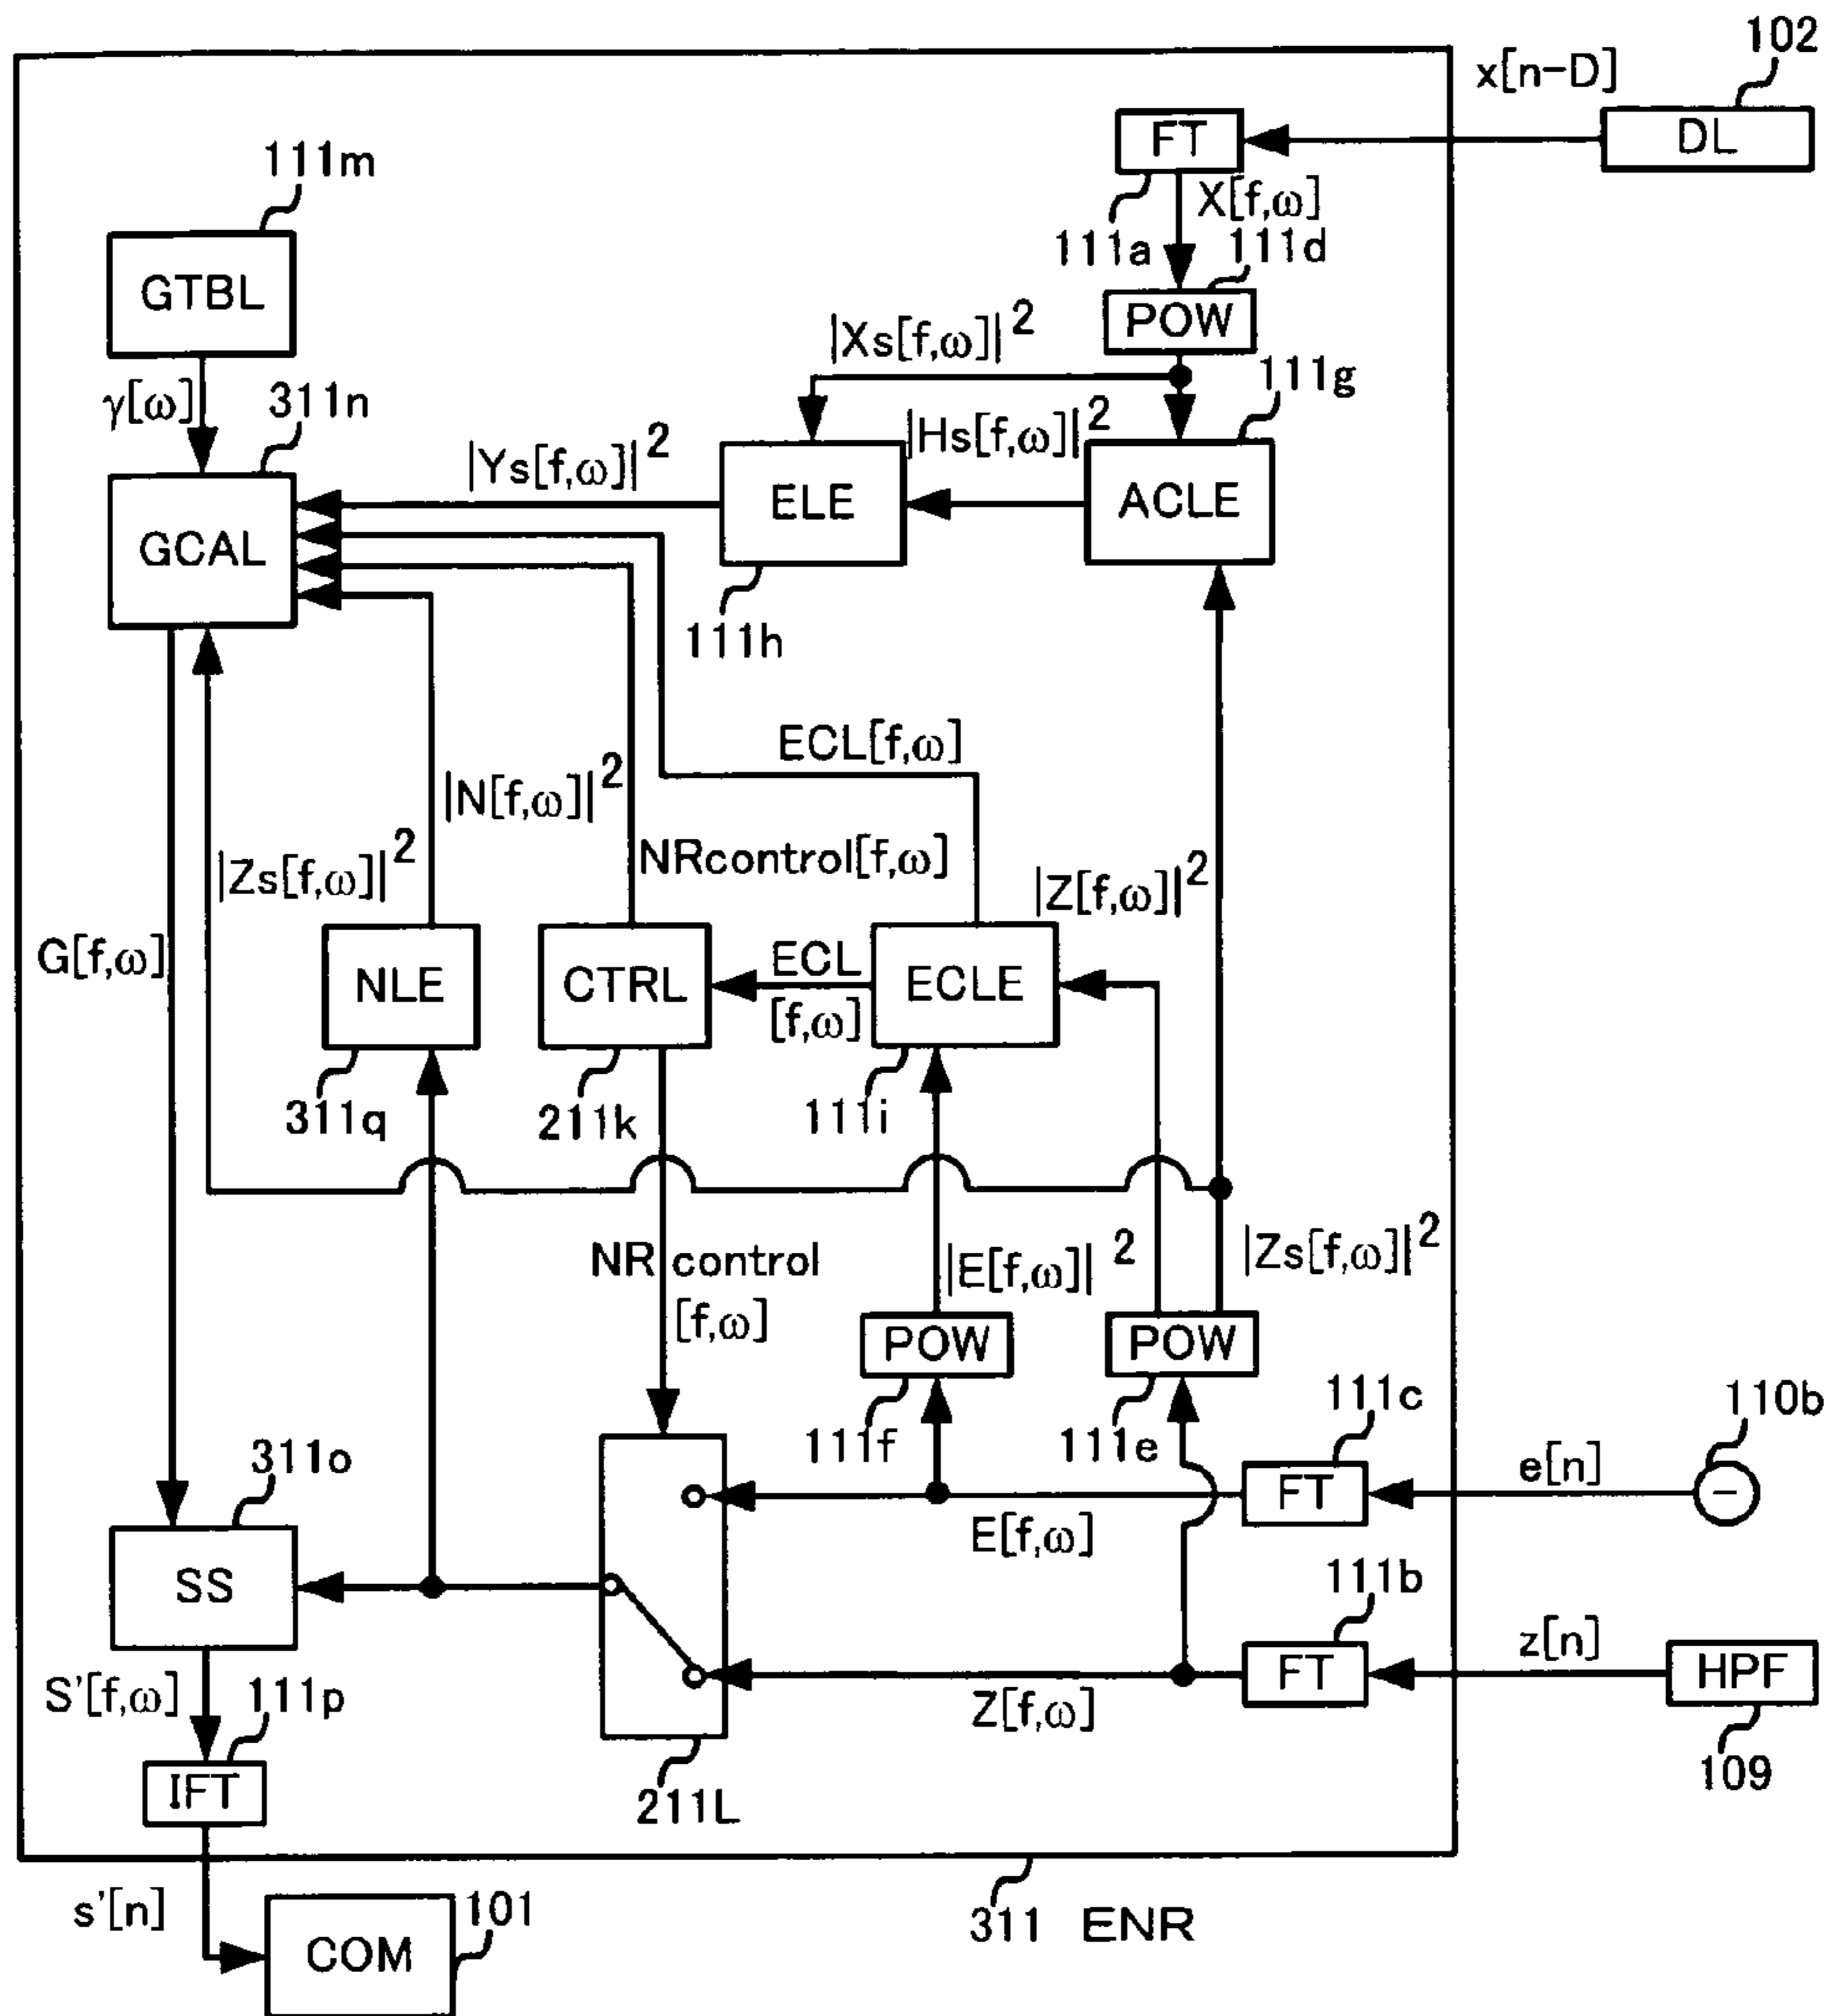 102
x[n-D]
DL
FT
X[f,ω]
111a
111d
POW
111m
GTBL
|Xs[f,ω]|2
γ[ω]
311n
111g
|Hs[f,ω]|2
|Ys[f,ω]|2
GCAL
ELE
ACLE
111h
ECL[f,ω]
|N[f,ω]|2
NRcontrol[f,ω]
|Zs[f,ω]|2
|Z[f,ω]|2
G[f,ω]
NLE
CTRL
ECL
[f,ω]
ECLE
311q
211k
111i
NR control
[f,ω]
|E[f,ω]|2
|Zs[f,ω]|2
POW
POW
111f
111e
111c
110b
311o
FT
e[n]
-
E[f,ω]
SS
111b
FT
z[n]
HPF
S'[f,ω]
111p
Z[f,ω]
109
IFT
211L
s'[n]
101
COM
311 ENR